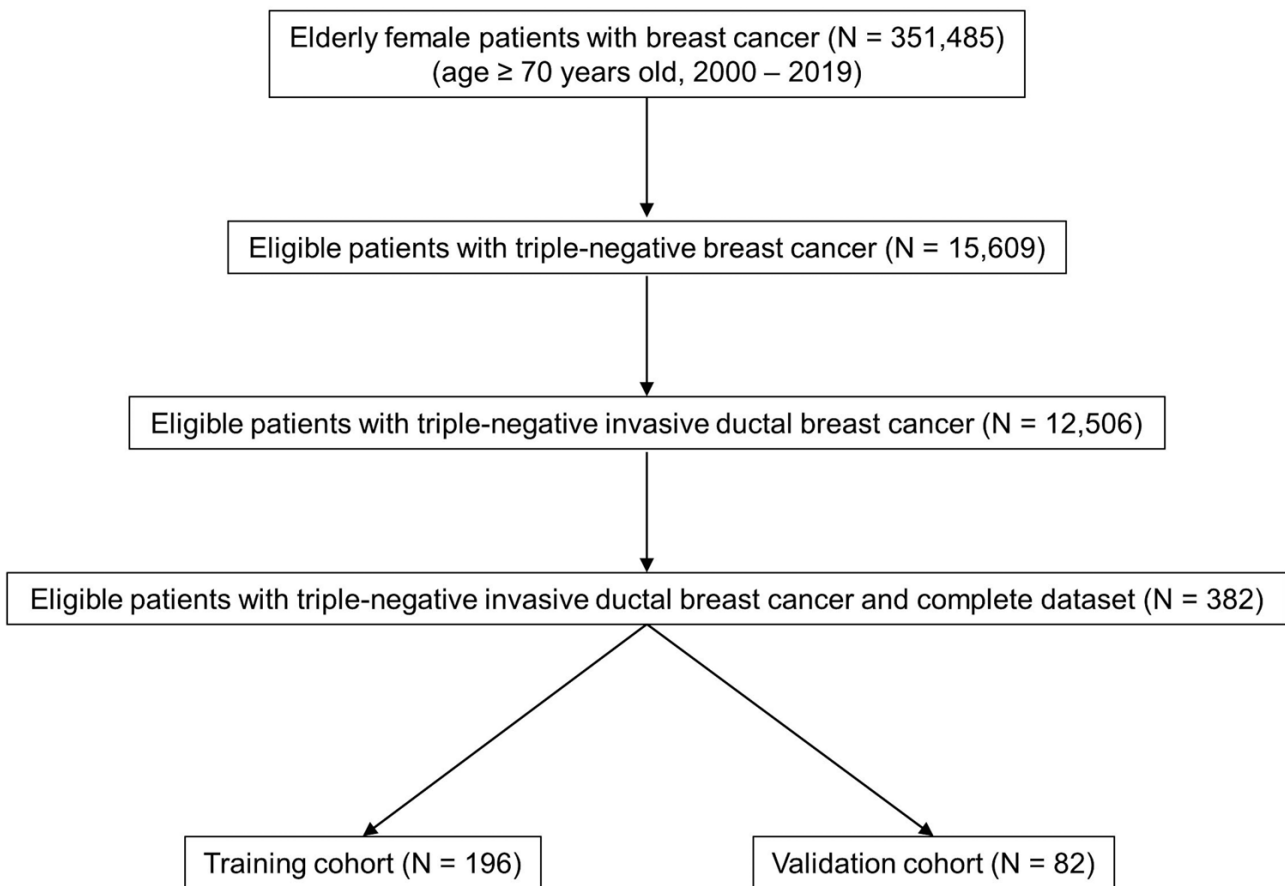 Elderly female patients with breast cancer (N = 351,485)
(age ≥ 70 years old, 2000 – 2019)
Eligible patients with triple-negative breast cancer (N = 15,609)
Eligible patients with triple-negative invasive ductal breast cancer (N = 12,506)
Eligible patients with triple-negative invasive ductal breast cancer and complete dataset (N = 382)
Training cohort (N = 196)
Validation cohort (N = 82)